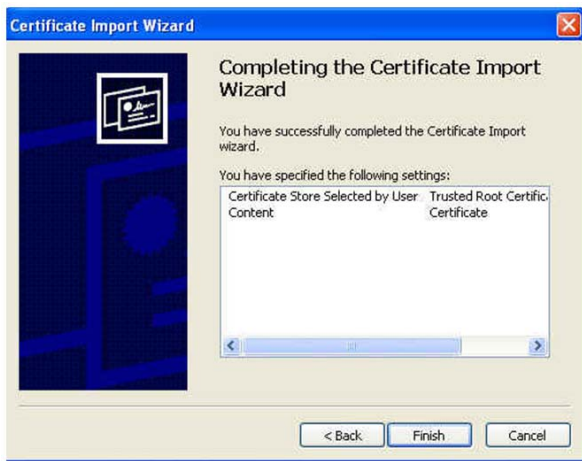 Certificate Import Wizard
Completing the Certificate Import
Wizard
You have successfully completed the Certificate Import
wizard.
You have specified the following settings:
Certificate Store Selected by User Trusted Root Certific
Content Certificate
< Back Finish Cancel